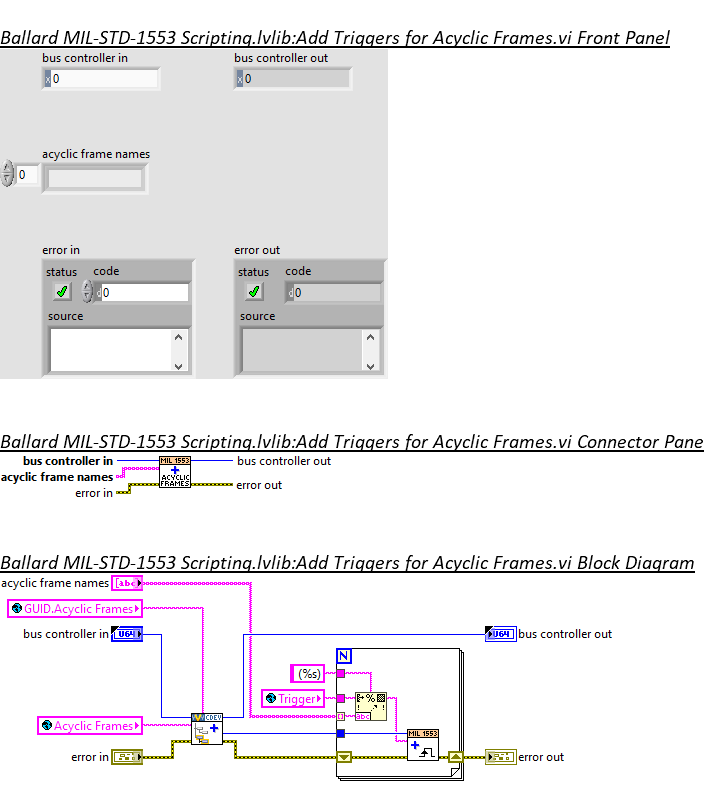 Ballard MIL-STD-1553 Scripting.lvlib:Add Triggers for Acyclic Frames.vi Front Panel
bus controller in
bus controller out
x 0
x 0
acyclic frame names
0
error in
error out
status code
status code
d 0
d 0
source
source
Ballard MIL-STD-1553 Scripting.lvlib:Add Triggers for Acyclic Frames.vi Connector Pane
bus controller in
MIL 1553
bus controller out
acyclic frame names
ACYCLIC
FRAMES
error in
error out
Ballard MIL-STD-1553 Scripting.lvlib:Add Triggers for Acyclic Frames.vi Block Diagram
acyclic frame names
abc
GUID.Acyclic Frames
bus controller in
U64
U64
bus controller out
N
(%s)
Trigger
%
abc
Acyclic Frames
CDEV
MIL 1553
error in
error out